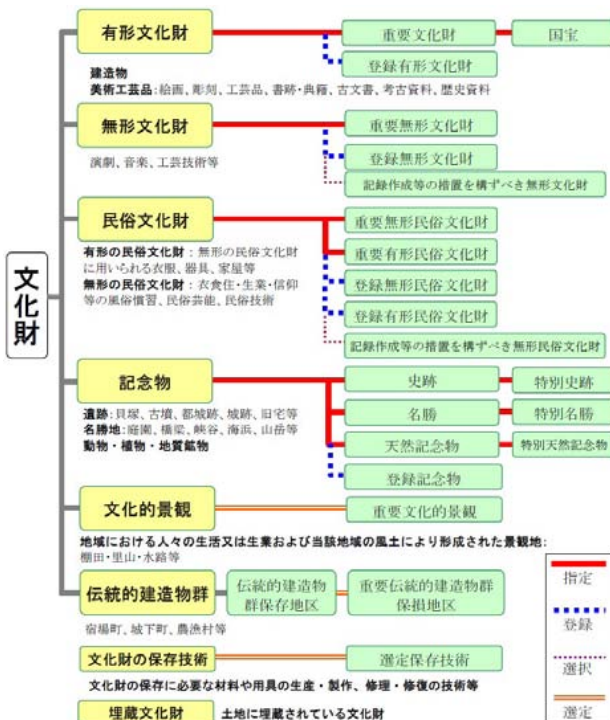 文化財
有形文化財
重要文化財
国宝
登録有形文化財
建造物
美術工芸品:絵画、彫刻、工芸品、書跡・典籍、古文書、考古資料、歴史資料
無形文化財
重要無形文化財
登録無形文化財
演劇、音楽、工芸技術等
記録作成等の措置を構ずべき無形文化財
民俗文化財
重要無形民俗文化財
重要有形民俗文化財
登録無形民俗文化財
登録有形民俗文化財
有形の民俗文化財:無形の民俗文化財
に用いられる衣服、器具、家屋等
無形の民俗文化財:衣食住・生業・信仰
等の風俗慣習、民俗芸能、民俗技術
記録作成等の措置を構ずべき無形民俗文化財
記念物
史跡
特別史跡
名勝
特別名勝
天然記念物
特別天然記念物
登録記念物
遺跡:貝塚、古墳、都城跡、城跡、旧宅等
名勝地:庭園、橋梁、峡谷、海浜、山岳等
動物・植物・地質鉱物
文化的景観
重要文化的景観
地域における人々の生活又は生業および当該地域の風土により形成された景観地:
棚田・里山・水路等
伝統的建造物群
伝統的建造物
群保存地区
重要伝統的建造物群
保損地区
宿場町、城下町、農漁村等
文化財の保存技術
選定保存技術
文化財の保存に必要な材料や用具の生産・製作、修理・修復の技術等
埋蔵文化財
土地に埋蔵されている文化財
指定
登録
選択
選定